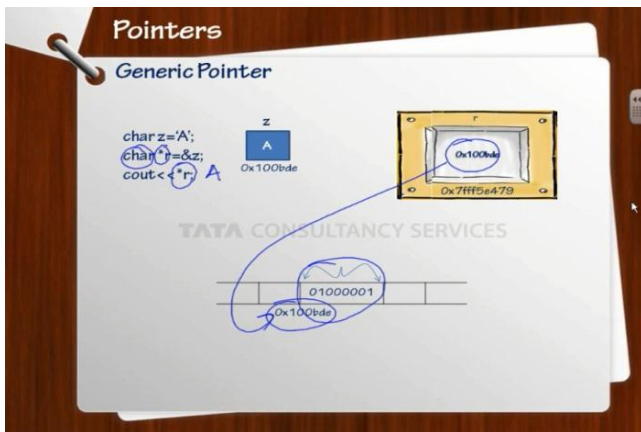 Pointers
Generic Pointer
z
char z='A';
A
char *r=&z;
0x100bde
cout<<*r; A
r
0x100bde
0x7fff5e479
TATA CONSULTANCY SERVICES
01000001
0x100bde